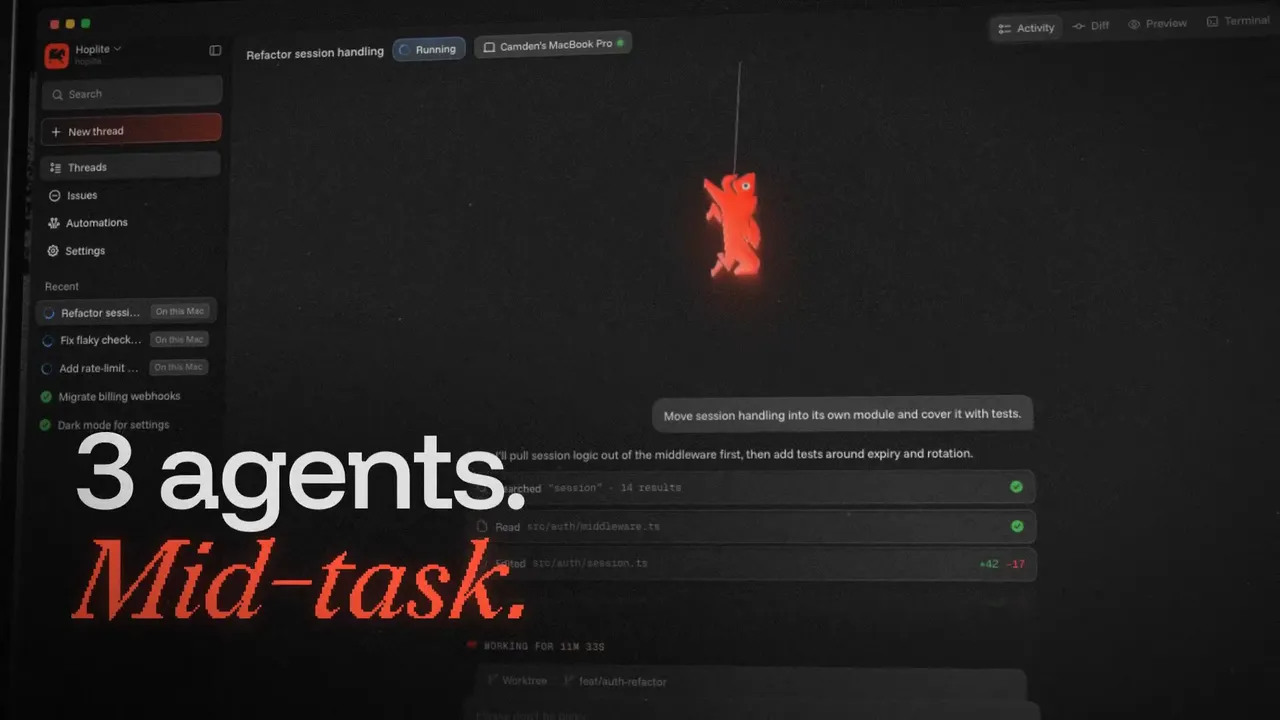 Hoplite
hoplite
Search
New thread
Threads
Issues
Automations
Settings
Recent
Refactor sessi... On this Mac
Fix flaky check... On this Mac
Add rate-limit ... On this Mac
Migrate billing webhooks
Dark mode for settings
Refactor session handling Running Camden's MacBook Pro
Activity Diff Preview Terminal
Move session handling into its own module and cover it with tests.
I'll pull session logic out of the middleware first, then add tests around expiry and rotation.
"session" · 14 results
Read src/auth/middleware.ts
Edited src/auth/session.ts +42 -17
WORKING FOR 11M 33S
Worktree feat/auth-refactor
3 agents.
Mid-task.